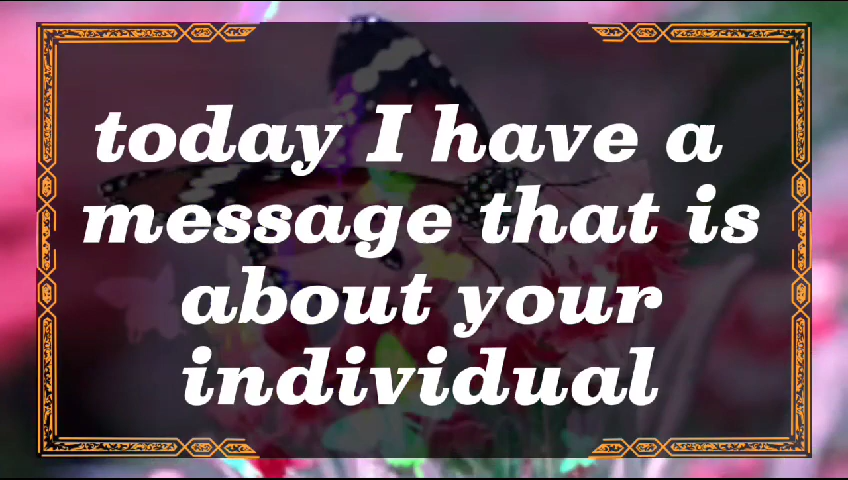 today I have a
message that is
about your
individual